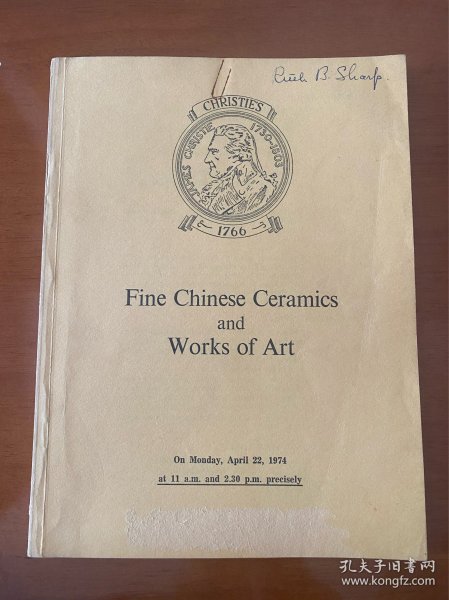 Ruth B. Sharp.
CHRISTIE'S
JAMES CHRISTIE 1730-1803
1766
Fine Chinese Ceramics
and
Works of Art
On Monday, April 22, 1974
at 11 a.m. and 2.30 p.m. precisely
孔夫子旧书网
www.kongfz.com